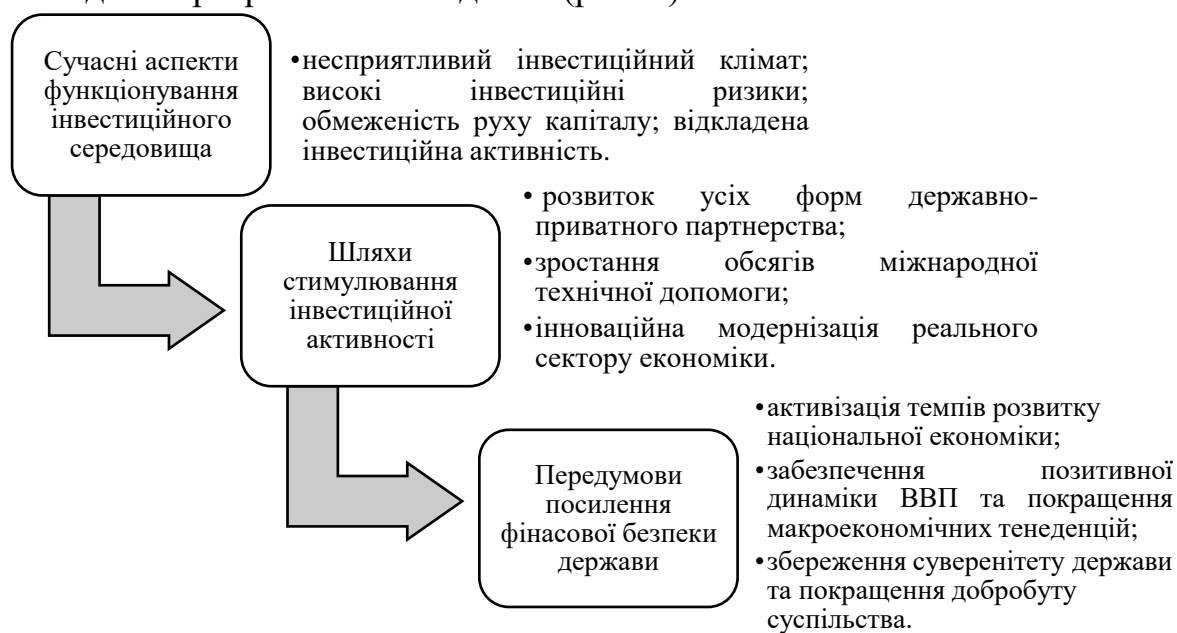 Сучасні аспекти
функціонування
інвестиційного
середовища
•несприятливий інвестиційний клімат;
високі інвестиційні ризики;
обмеженість руху капіталу; відкладена
інвестиційна активність.
Шляхи
стимулювання
інвестиційної
активності
• розвиток усіх форм державно-
приватного партнерства;
•зростання обсягів міжнародної
технічної допомоги;
•інноваційна модернізація реального
сектору економіки.
Передумови
посилення
фінасової безпеки
держави
•активізація темпів розвитку
національної економіки;
•забезпечення позитивної
динаміки ВВП та покращення
макроекономічних тенеденцій;
•збереження суверенітету держави
та покращення добробуту
суспільства.